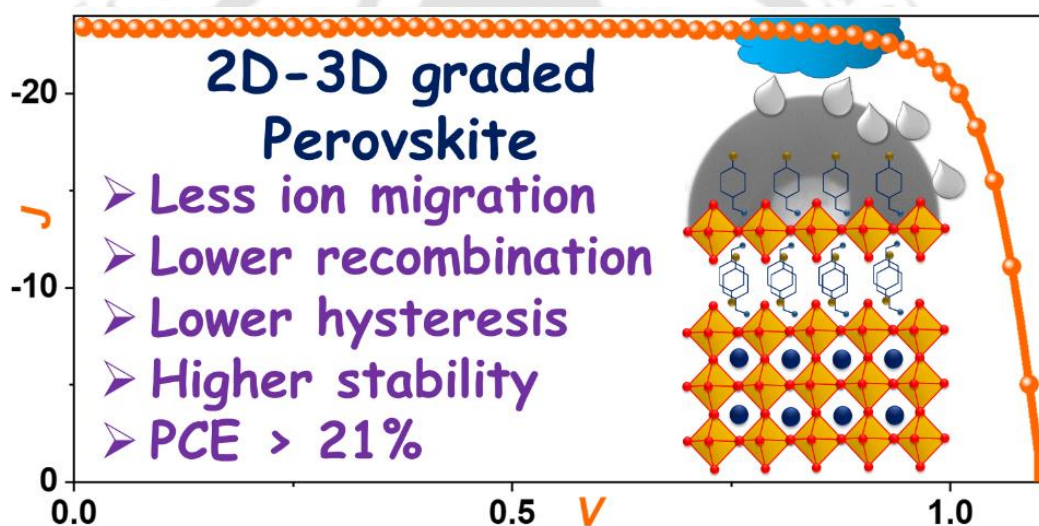 2D-3D graded
Perovskite
➢ Less ion migration
➢ Lower recombination
➢ Lower hysteresis
➢ Higher stability
➢ PCE > 21%
J
-20
-10
0
0.0
0.5
V
1.0